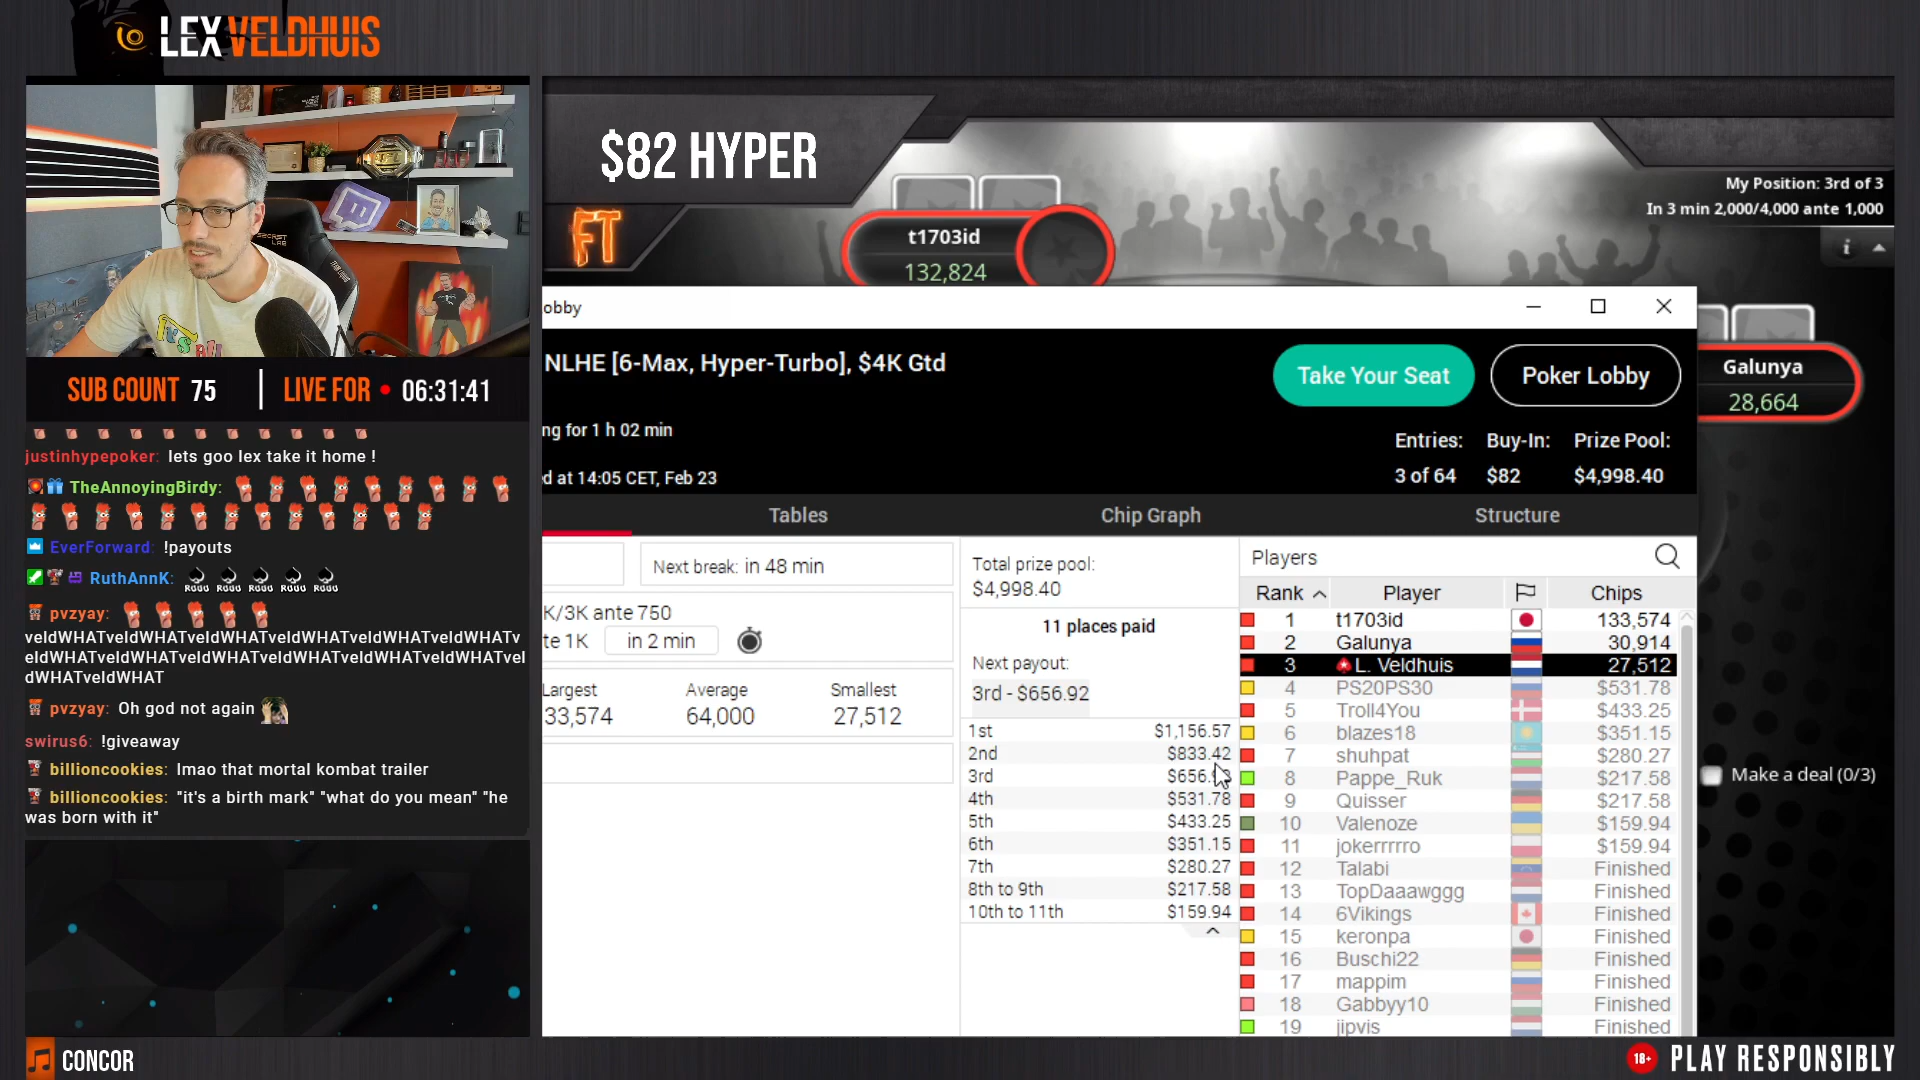 LEX VELDHUIS
$82 HYPER
FT
My Position: 3rd of 3
In 3 min 2,000/4,000 ante 1,000
t1703id
132,824
Galunya
28,664
SUB COUNT 75
LIVE FOR 06:31:41
justinhypepoker: lets goo lex take it home !
TheAnnoyingBirdy:
EverForward: !payouts
RuthAnnK:
pvzyay:
veldWHATveldWHATveldWHATveldWHATveldWHATveldWHATv
eldWHATveldWHATveldWHATveldWHATveldWHATveldWHATvel
dWHATveldWHAT
pvzyay: Oh god not again
swirus6: !giveaway
billioncookies: lmao that mortal kombat trailer
billioncookies: "it's a birth mark" "what do you mean" "he
was born with it"
CONCOR
obby
NLHE [6-Max, Hyper-Turbo], $4K Gtd
Take Your Seat
Poker Lobby
ng for 1 h 02 min
d at 14:05 CET, Feb 23
Entries: Buy-In: Prize Pool:
3 of 64 $82 $4,998.40
Tables
Chip Graph
Structure
Next break: in 48 min
K/3K ante 750
te 1K in 2 min
Largest Average Smallest
33,574 64,000 27,512
Total prize pool:
$4,998.40
11 places paid
Next payout:
3rd - $656.92
1st $1,156.57
2nd $833.42
3rd $656.
4th $531.78
5th $433.25
6th $351.15
7th $280.27
8th to 9th $217.58
10th to 11th $159.94
Players
Rank Player Chips
1 t1703id 133,574
2 Galunya 30,914
3 L. Veldhuis 27,512
4 PS20PS30 $531.78
5 Troll4You $433.25
6 blazes18 $351.15
7 shuhpat $280.27
8 Pappe_Ruk $217.58
9 Quisser $217.58
10 Valenoze $159.94
11 jokerrrrro $159.94
12 Talabi Finished
13 TopDaaawggg Finished
14 6Vikings Finished
15 keronpa Finished
16 Buschi22 Finished
17 mappim Finished
18 Gabbyy10 Finished
19 jipvis Finished
Make a deal (0/3)
18+ PLAY RESPONSIBLY